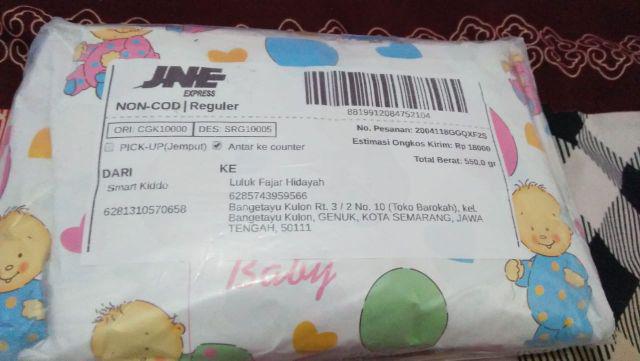 JNE
EXPRESS
NON-COD | Reguler
8819912084752104
ORI: CGK10000 DES: SRG10005
No. Pesanan: 2004118GGQXF2S
PICK-UP(Jemput) Antar ke counter
Estimasi Ongkos Kirim: Rp 18000
Total Berat: 550.0 gr
DARI
Smart Kiddo
6281310570658
KE
Luluk Fajar Hidayah
6285743959566
Bangetayu Kulon Rt. 3 / 2 No. 10 (Toko Barokah), kel.
Bangetayu Kulon, GENUK, KOTA SEMARANG, JAWA
TENGAH, 50111
Baby